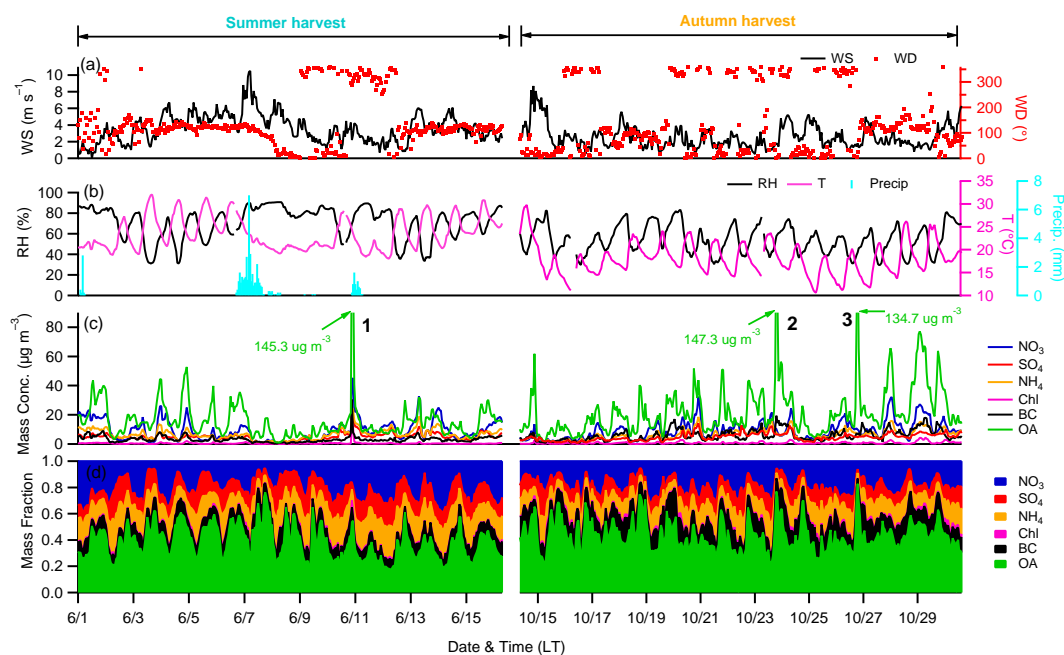 Summer harvest
Autumn harvest
(a)
WS
WD
10
8
6
4
2
0
WS (m s⁻¹)
300
200
100
0
WD (°)
(b)
RH
T
Precip
100
80
60
40
20
0
RH (%)
35
30
25
20
15
10
T (°C)
8
6
4
2
0
Precip. (mm)
(c)
145.3 ug m⁻³
1
147.3 ug m⁻³
2
3
134.7 ug m⁻³
80
60
40
20
0
Mass Conc. (µg m⁻³)
NO₃
SO₄
NH₄
Chl
BC
OA
(d)
1.0
0.8
0.6
0.4
0.2
0.0
Mass Fraction
NO₃
SO₄
NH₄
Chl
BC
OA
6/1 6/3 6/5 6/7 6/9 6/11 6/13 6/15 10/15 10/17 10/19 10/21 10/23 10/25 10/27 10/29
Date & Time (LT)